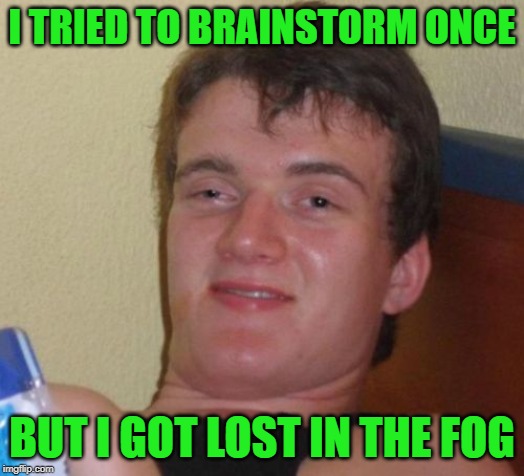 I TRIED TO BRAINSTORM ONCE
BUT I GOT LOST IN THE FOG
imgflip.com